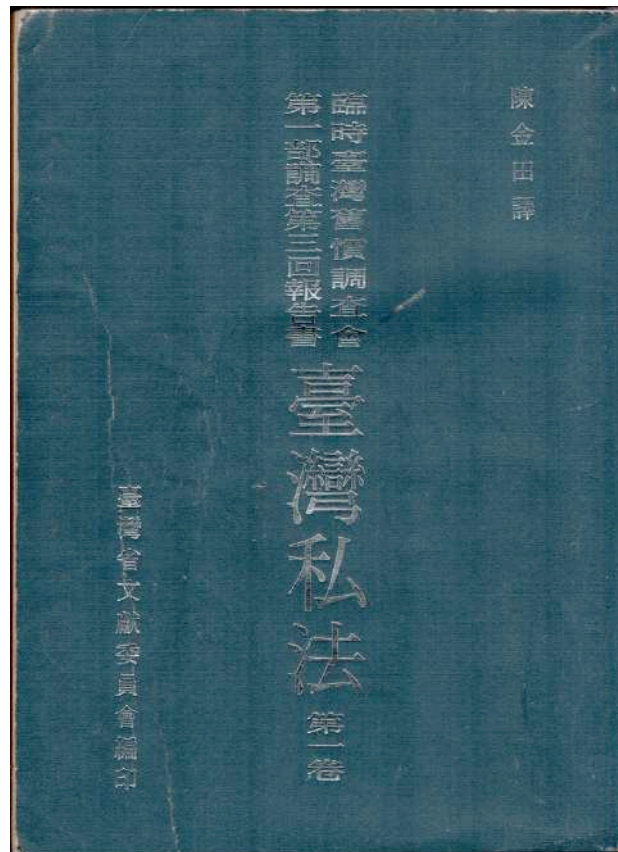 陳金田譯
臨時臺灣舊慣調查會
第一部調查第三回報告書
臺灣私法 第一卷
臺灣省文獻委員會編印